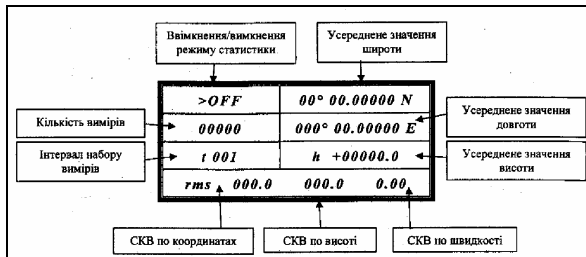 Ввімкнення/вимкнення
режиму статистики
Усереднене значення
широти
>OFF
00° 00.00000 N
Кількість вимірів
00000
000° 00.00000 E
Усереднене значення
довготи
Інтервал набору
вимірів
t 001
h +00000.0
Усереднене значення
висоти
rms 000.0 000.0 0.00
СКВ по координатах
СКВ по висоті
СКВ но швидкості